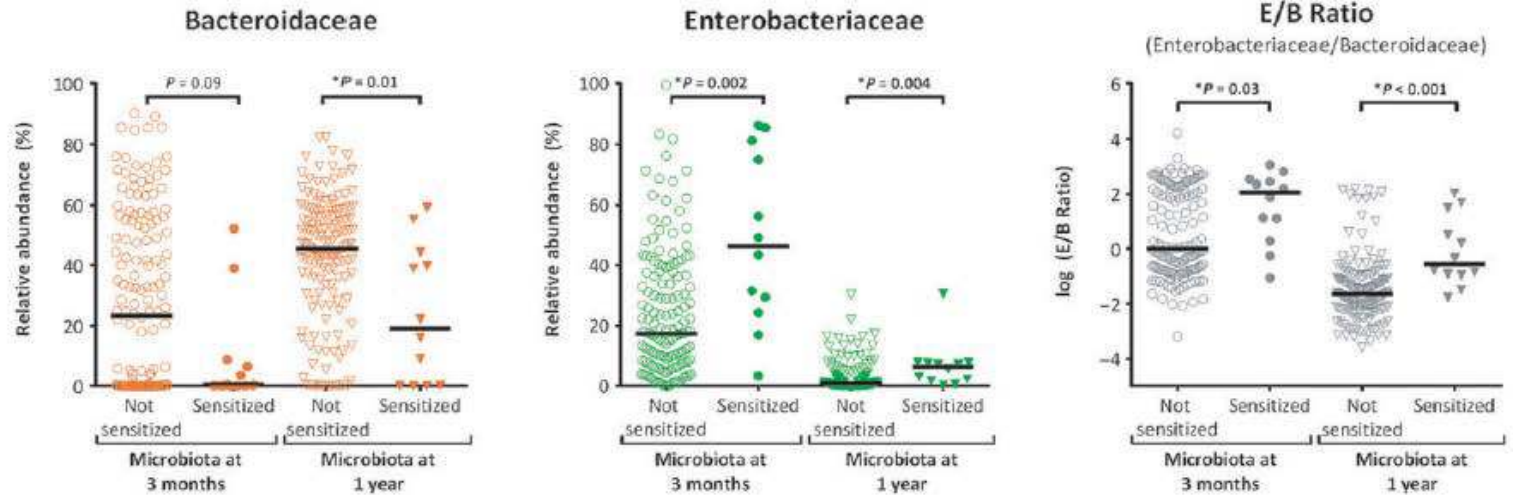 Bacteroidaceae
Relative abundance (%)
100
80
60
40
20
0
P = 0.09
*P = 0.01
Not sensitized
Sensitized
Not sensitized
Sensitized
Microbiota at
3 months
Microbiota at
1 year
Enterobacteriaceae
Relative abundance (%)
100
80
60
40
20
0
*P = 0.002
*P = 0.004
Not sensitized
Sensitized
Not sensitized
Sensitized
Microbiota at
3 months
Microbiota at
1 year
E/B Ratio
(Enterobacteriaceae/Bacteroidaceae)
log (E/B Ratio)
6
4
2
0
−2
−4
*P = 0.03
*P < 0.001
Not sensitized
Sensitized
Not sensitized
Sensitized
Microbiota at
3 months
Microbiota at
1 year